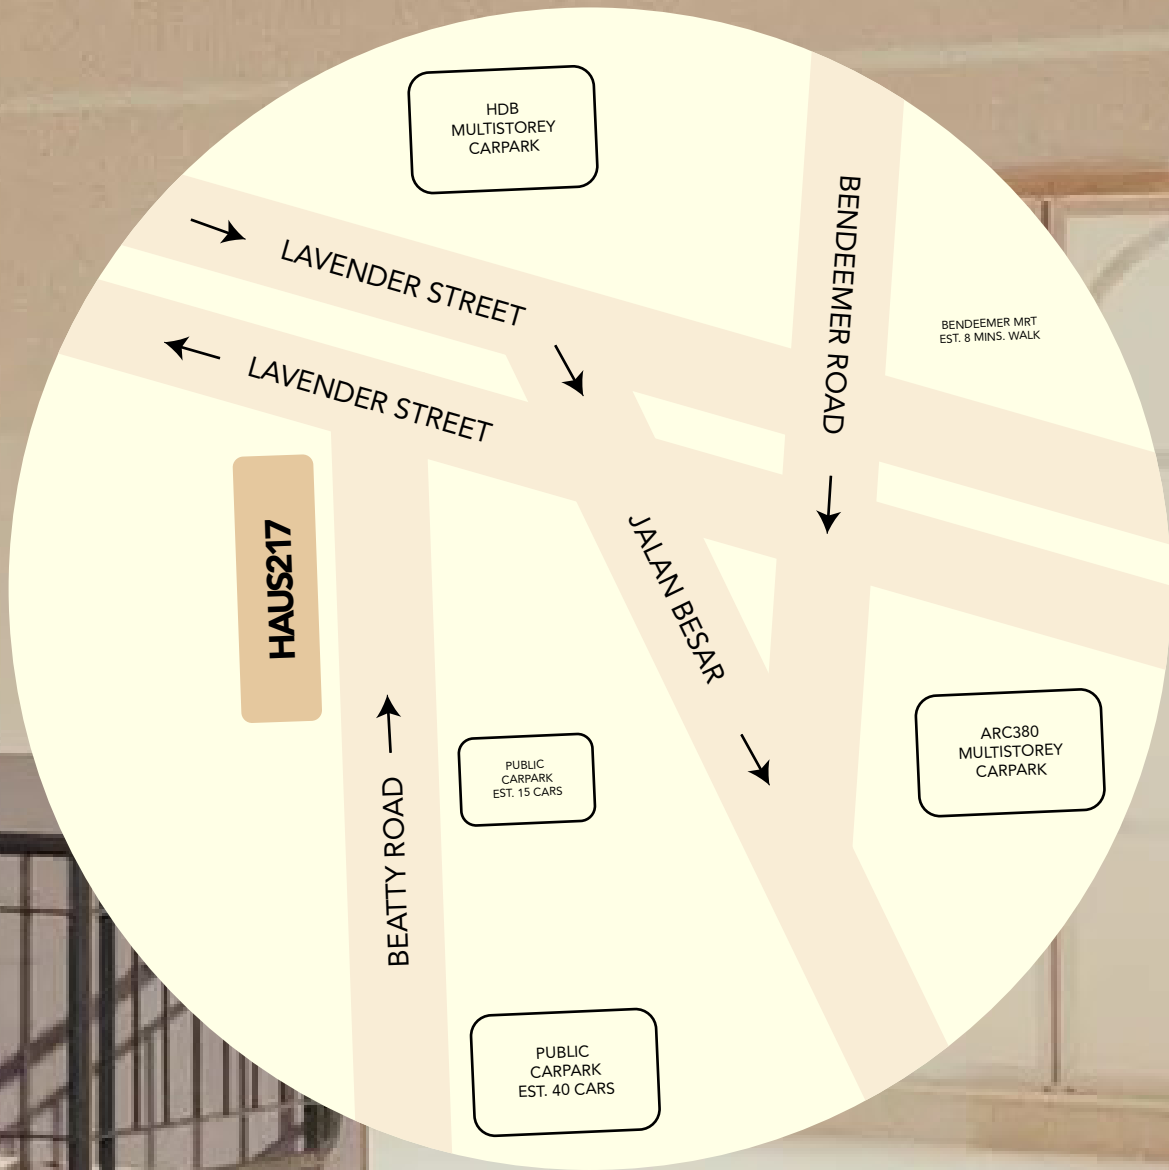 HDB
MULTISTOREY
CARPARK
LAVENDER STREET
BENDEEMER ROAD
BENDEEMER MRT
EST. 8 MINS. WALK
LAVENDER STREET
HAUS217
JALAN BESAR
ARC380
MULTISTOREY
CARPARK
PUBLIC
CARPARK
EST. 15 CARS
BEATTY ROAD
PUBLIC
CARPARK
EST. 40 CARS